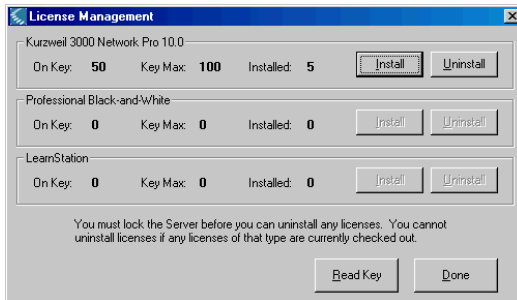 License Management
Kurzweil 3000 Network Pro 10.0
On Key: 50 Key Max: 100 Installed: 5 Install Uninstall
Professional Black-and-White
On Key: 0 Key Max: 0 Installed: 0 Install Uninstall
LearnStation
On Key: 0 Key Max: 0 Installed: 0 Install Uninstall
You must lock the Server before you can uninstall any licenses. You cannot
uninstall licenses if any licenses of that type are currently checked out.
Read Key Done